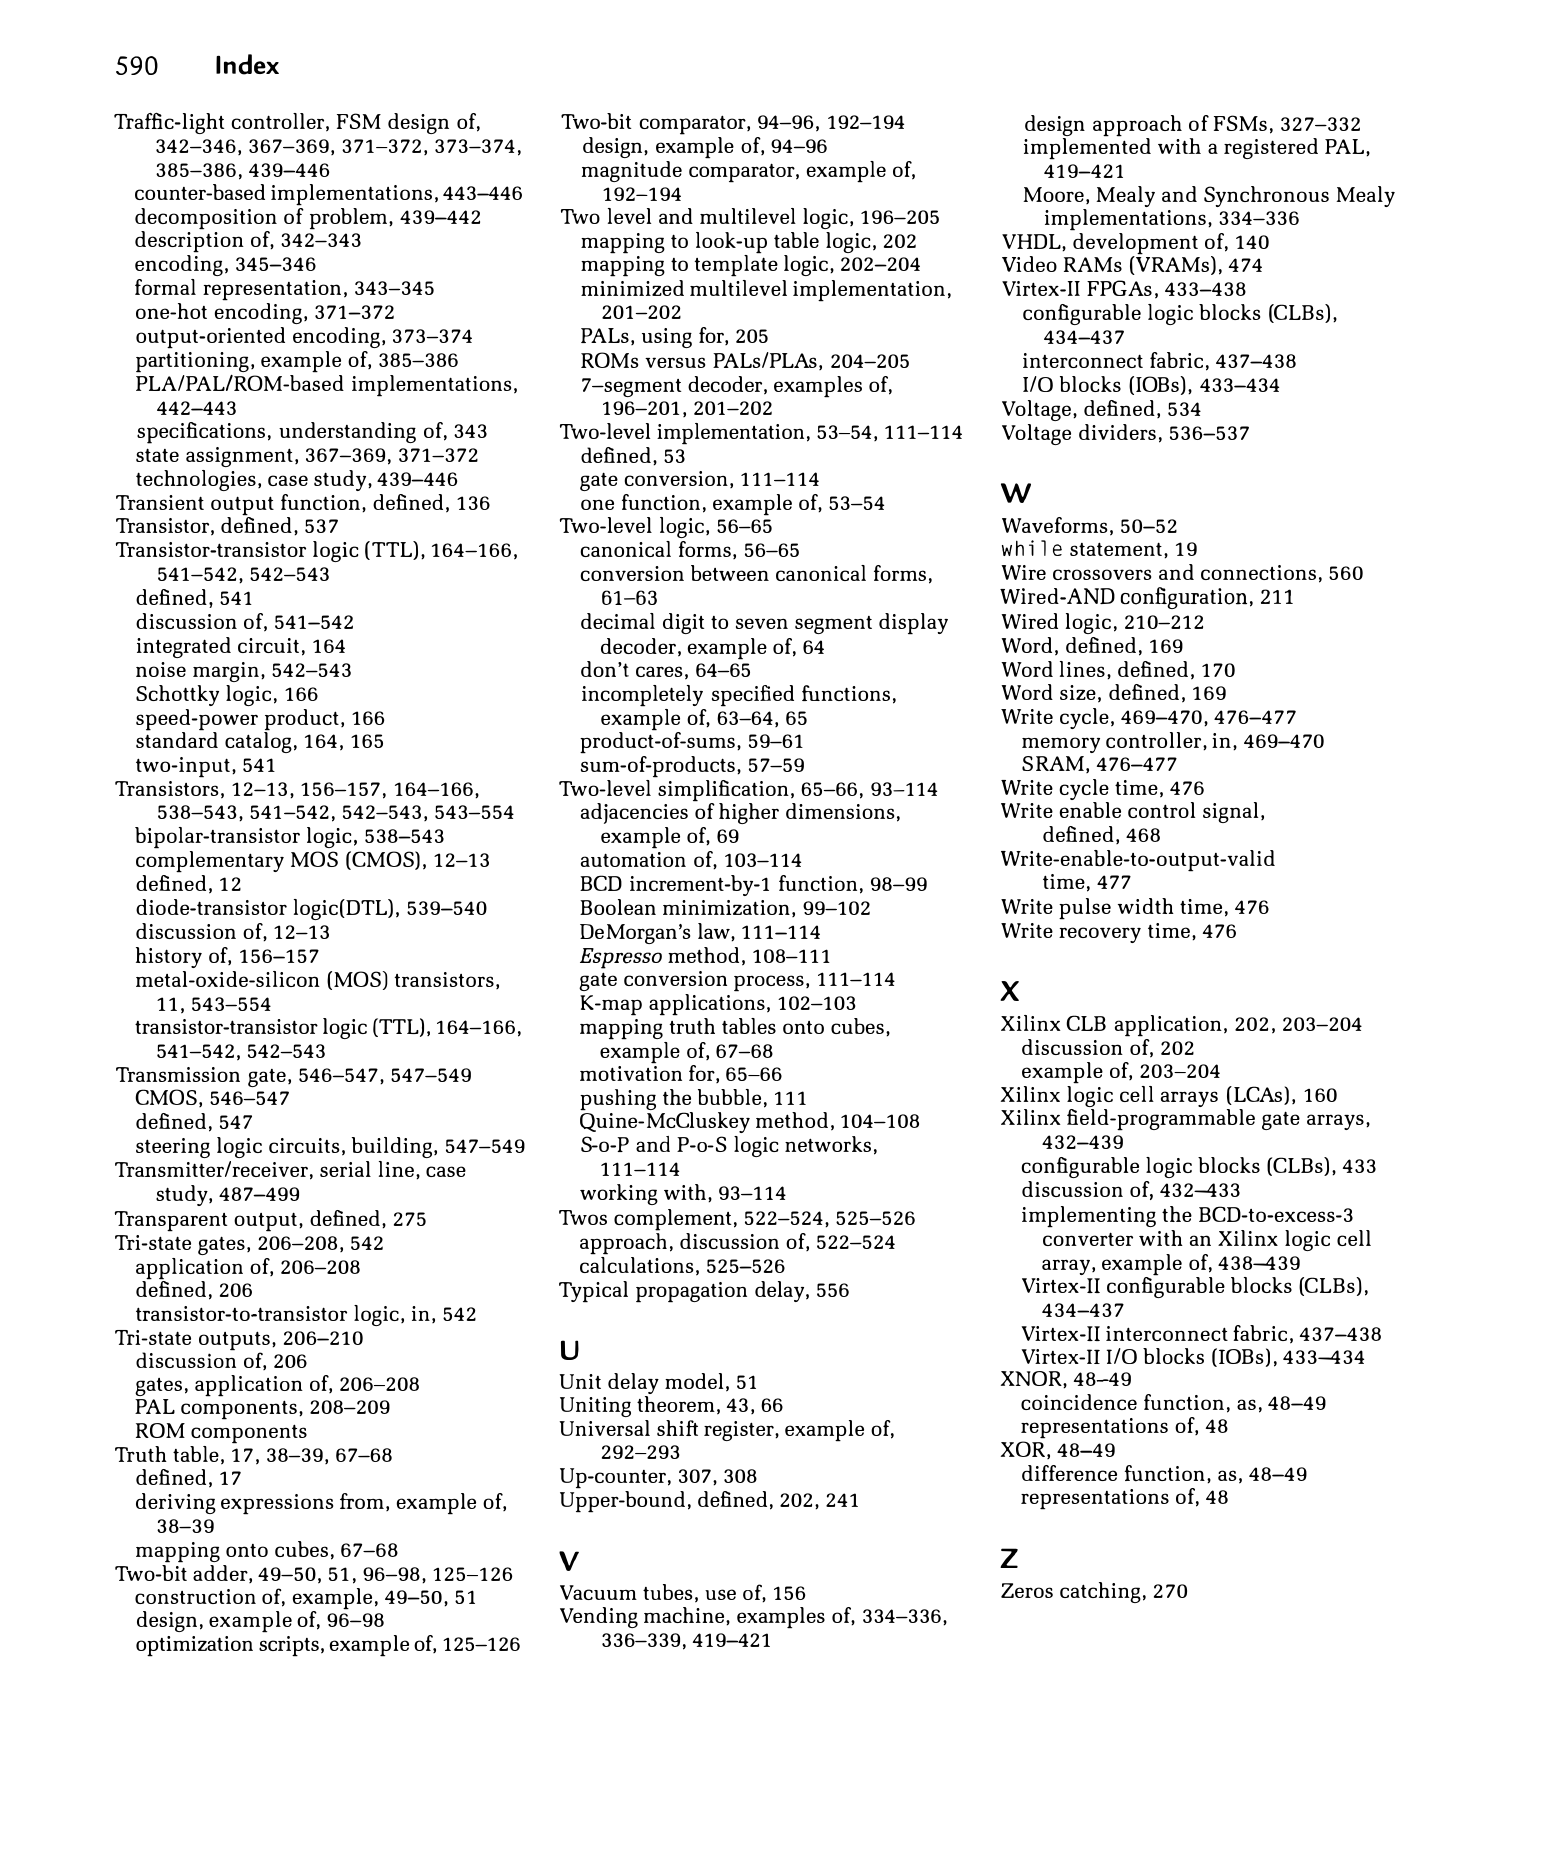 590 Index
Traffic-light controller, FSM design of,
342–346, 367–369, 371–372, 373–374,
385–386, 439–446
counter-based implementations, 443–446
decomposition of problem, 439–442
description of, 342–343
encoding, 345–346
formal representation, 343–345
one-hot encoding, 371–372
output-oriented encoding, 373–374
partitioning, example of, 385–386
PLA/PAL/ROM-based implementations,
442–443
specifications, understanding of, 343
state assignment, 367–369, 371–372
technologies, case study, 439–446
Transient output function, defined, 136
Transistor, defined, 537
Transistor-transistor logic (TTL), 164–166,
541–542, 542–543
defined, 541
discussion of, 541–542
integrated circuit, 164
noise margin, 542–543
Schottky logic, 166
speed-power product, 166
standard catalog, 164, 165
two-input, 541
Transistors, 12–13, 156–157, 164–166,
538–543, 541–542, 542–543, 543–554
bipolar-transistor logic, 538–543
complementary MOS (CMOS), 12–13
defined, 12
diode-transistor logic(DTL), 539–540
discussion of, 12–13
history of, 156–157
metal-oxide-silicon (MOS) transistors,
11, 543–554
transistor-transistor logic (TTL), 164–166,
541–542, 542–543
Transmission gate, 546–547, 547–549
CMOS, 546–547
defined, 547
steering logic circuits, building, 547–549
Transmitter/receiver, serial line, case
study, 487–499
Transparent output, defined, 275
Tri-state gates, 206–208, 542
application of, 206–208
defined, 206
transistor-to-transistor logic, in, 542
Tri-state outputs, 206–210
discussion of, 206
gates, application of, 206–208
PAL components, 208–209
ROM components
Truth table, 17, 38–39, 67–68
defined, 17
deriving expressions from, example of,
38–39
mapping onto cubes, 67–68
Two-bit adder, 49–50, 51, 96–98, 125–126
construction of, example, 49–50, 51
design, example of, 96–98
optimization scripts, example of, 125–126
Two-bit comparator, 94–96, 192–194
design, example of, 94–96
magnitude comparator, example of,
192–194
Two level and multilevel logic, 196–205
mapping to look-up table logic, 202
mapping to template logic, 202–204
minimized multilevel implementation,
201–202
PALs, using for, 205
ROMs versus PALs/PLAs, 204–205
7–segment decoder, examples of,
196–201, 201–202
Two-level implementation, 53–54, 111–114
defined, 53
gate conversion, 111–114
one function, example of, 53–54
Two-level logic, 56–65
canonical forms, 56–65
conversion between canonical forms,
61–63
decimal digit to seven segment display
decoder, example of, 64
don't cares, 64–65
incompletely specified functions,
example of, 63–64, 65
product-of-sums, 59–61
sum-of-products, 57–59
Two-level simplification, 65–66, 93–114
adjacencies of higher dimensions,
example of, 69
automation of, 103–114
BCD increment-by-1 function, 98–99
Boolean minimization, 99–102
DeMorgan's law, 111–114
Espresso method, 108–111
gate conversion process, 111–114
K-map applications, 102–103
mapping truth tables onto cubes,
example of, 67–68
motivation for, 65–66
pushing the bubble, 111
Quine-McCluskey method, 104–108
S-o-P and P-o-S logic networks,
111–114
working with, 93–114
Twos complement, 522–524, 525–526
approach, discussion of, 522–524
calculations, 525–526
Typical propagation delay, 556
U
Unit delay model, 51
Uniting theorem, 43, 66
Universal shift register, example of,
292–293
Up-counter, 307, 308
Upper-bound, defined, 202, 241
V
Vacuum tubes, use of, 156
Vending machine, examples of, 334–336,
336–339, 419–421
design approach of FSMs, 327–332
implemented with a registered PAL,
419–421
Moore, Mealy and Synchronous Mealy
implementations, 334–336
VHDL, development of, 140
Video RAMs (VRAMs), 474
Virtex-II FPGAs, 433–438
configurable logic blocks (CLBs),
434–437
interconnect fabric, 437–438
I/O blocks (IOBs), 433–434
Voltage, defined, 534
Voltage dividers, 536–537
W
Waveforms, 50–52
while statement, 19
Wire crossovers and connections, 560
Wired-AND configuration, 211
Wired logic, 210–212
Word, defined, 169
Word lines, defined, 170
Word size, defined, 169
Write cycle, 469–470, 476–477
memory controller, in, 469–470
SRAM, 476–477
Write cycle time, 476
Write enable control signal,
defined, 468
Write-enable-to-output-valid
time, 477
Write pulse width time, 476
Write recovery time, 476
X
Xilinx CLB application, 202, 203–204
discussion of, 202
example of, 203–204
Xilinx logic cell arrays (LCAs), 160
Xilinx field-programmable gate arrays,
432–439
configurable logic blocks (CLBs), 433
discussion of, 432–433
implementing the BCD-to-excess-3
converter with an Xilinx logic cell
array, example of, 438–439
Virtex-II configurable blocks (CLBs),
434–437
Virtex-II interconnect fabric, 437–438
Virtex-II I/O blocks (IOBs), 433–434
XNOR, 48–49
coincidence function, as, 48–49
representations of, 48
XOR, 48–49
difference function, as, 48–49
representations of, 48
Z
Zeros catching, 270